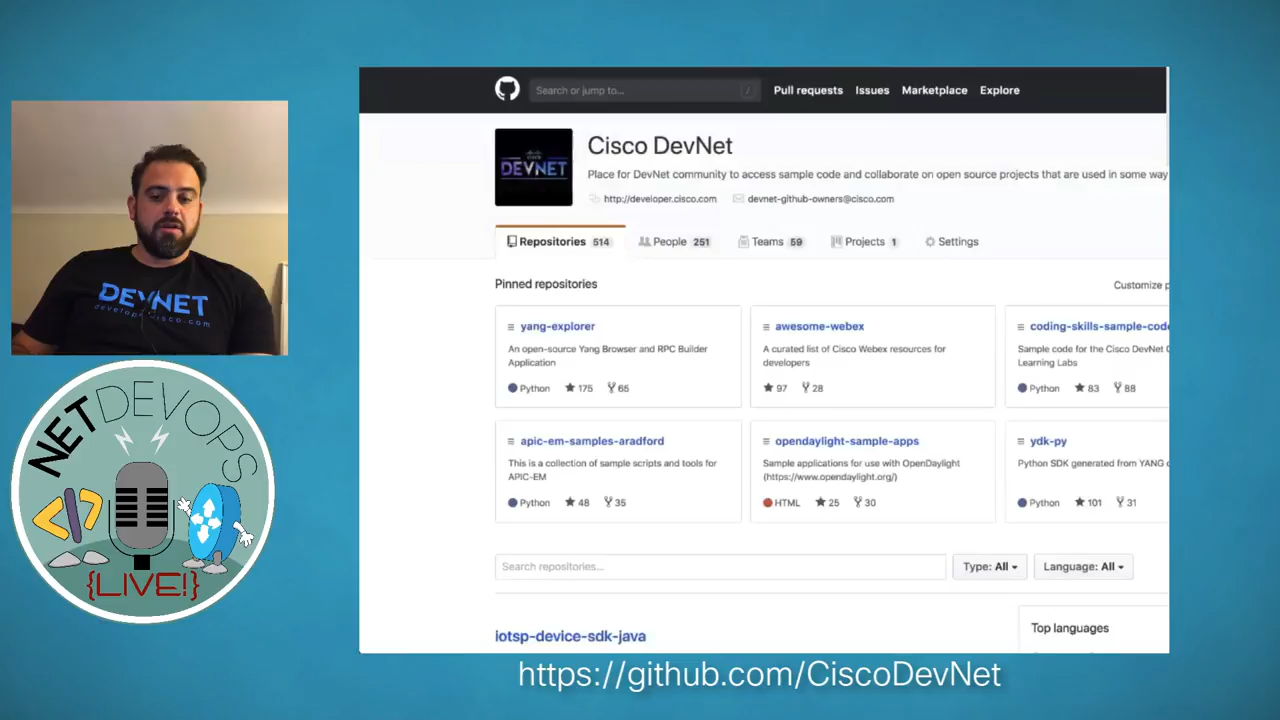 Search or jump to...
/
Pull requests
Issues
Marketplace
Explore
DEVNET
Cisco DevNet
Place for DevNet community to access sample code and collaborate on open source projects that are used in some way
http://developer.cisco.com
devnet-github-owners@cisco.com
Repositories 514
People 251
Teams 59
Projects 1
Settings
Pinned repositories
Customize p
yang-explorer
An open-source Yang Browser and RPC Builder
Application
Python 175 65
awesome-webex
A curated list of Cisco Webex resources for
developers
97 28
coding-skills-sample-code
Sample code for the Cisco DevNet
Learning Labs
Python 83 88
apic-em-samples-aradford
This is a collection of sample scripts and tools for
APIC-EM
Python 48 35
opendaylight-sample-apps
Sample applications for use with OpenDaylight
(https://www.opendaylight.org/)
HTML 25 30
ydk-py
Python SDK generated from YANG
Python 101 31
Search repositories...
Type: All
Language: All
iotsp-device-sdk-java
Top languages
DEVNET
developer.cisco.com
NETDEVOPS
</>
{LIVE!}
https://github.com/CiscoDevNet